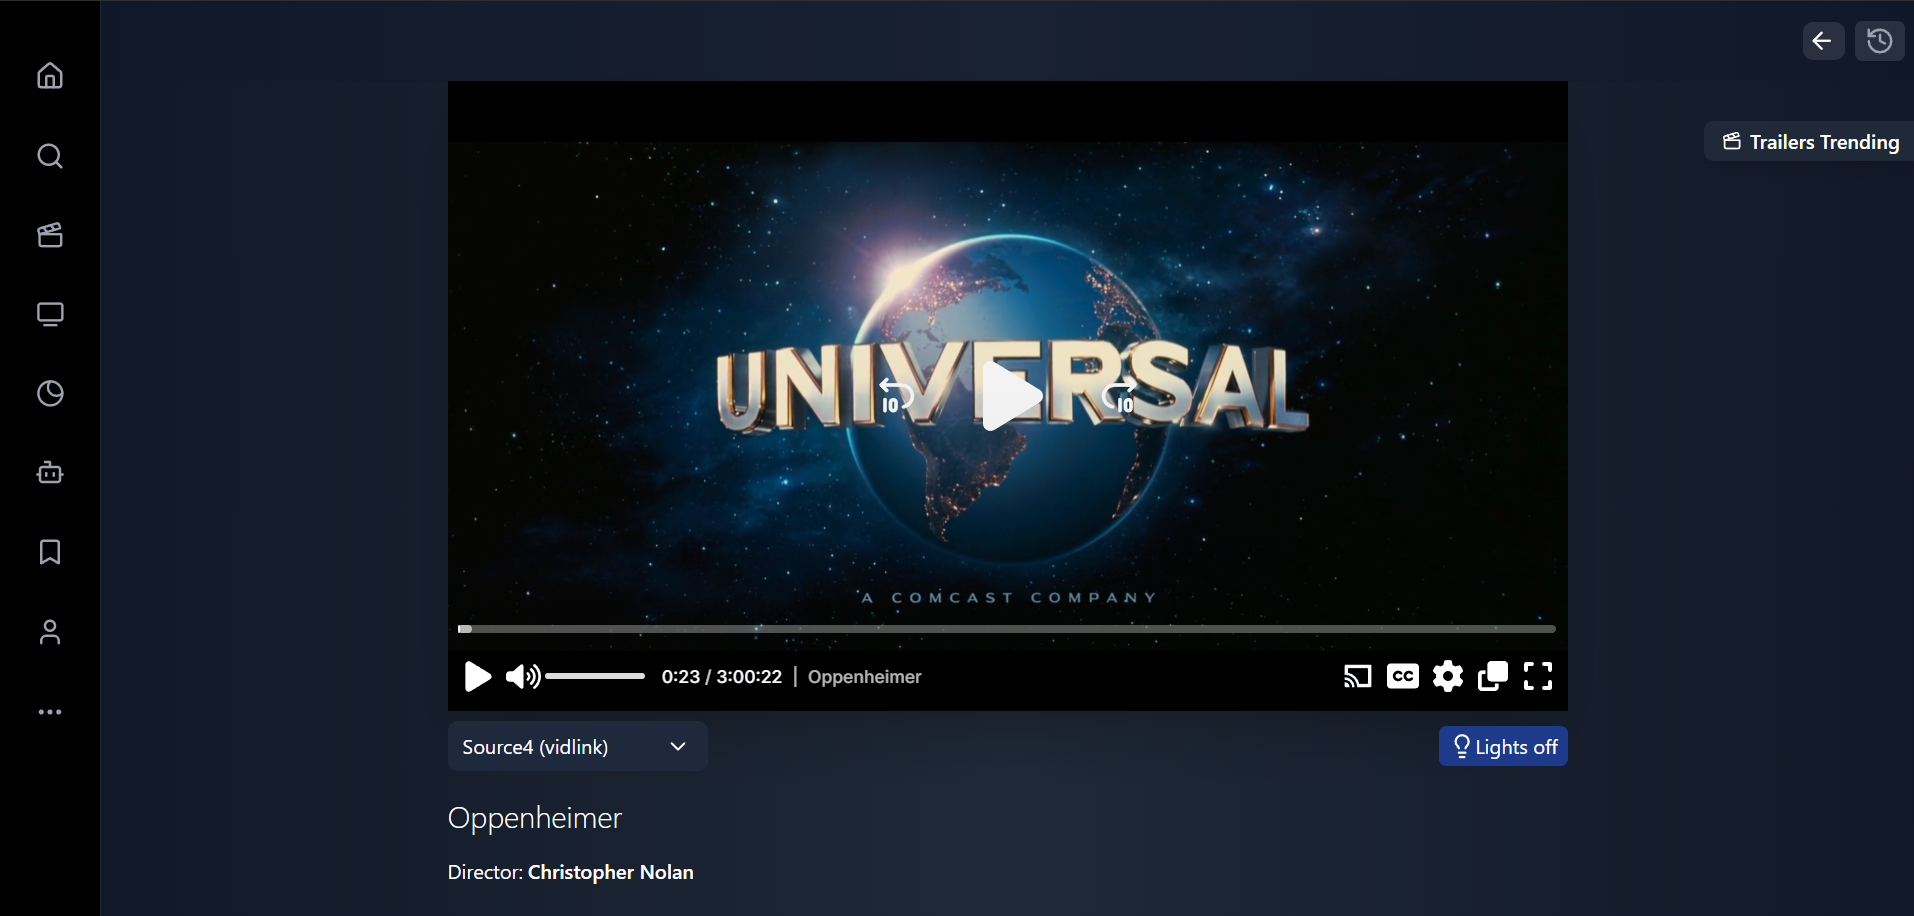 Trailers Trending
UNIVERSAL
10
10
A COMCAST COMPANY
0:23 / 3:00:22 | Oppenheimer
CC
Source4 (vidlink)
Lights off
Oppenheimer
Director: Christopher Nolan